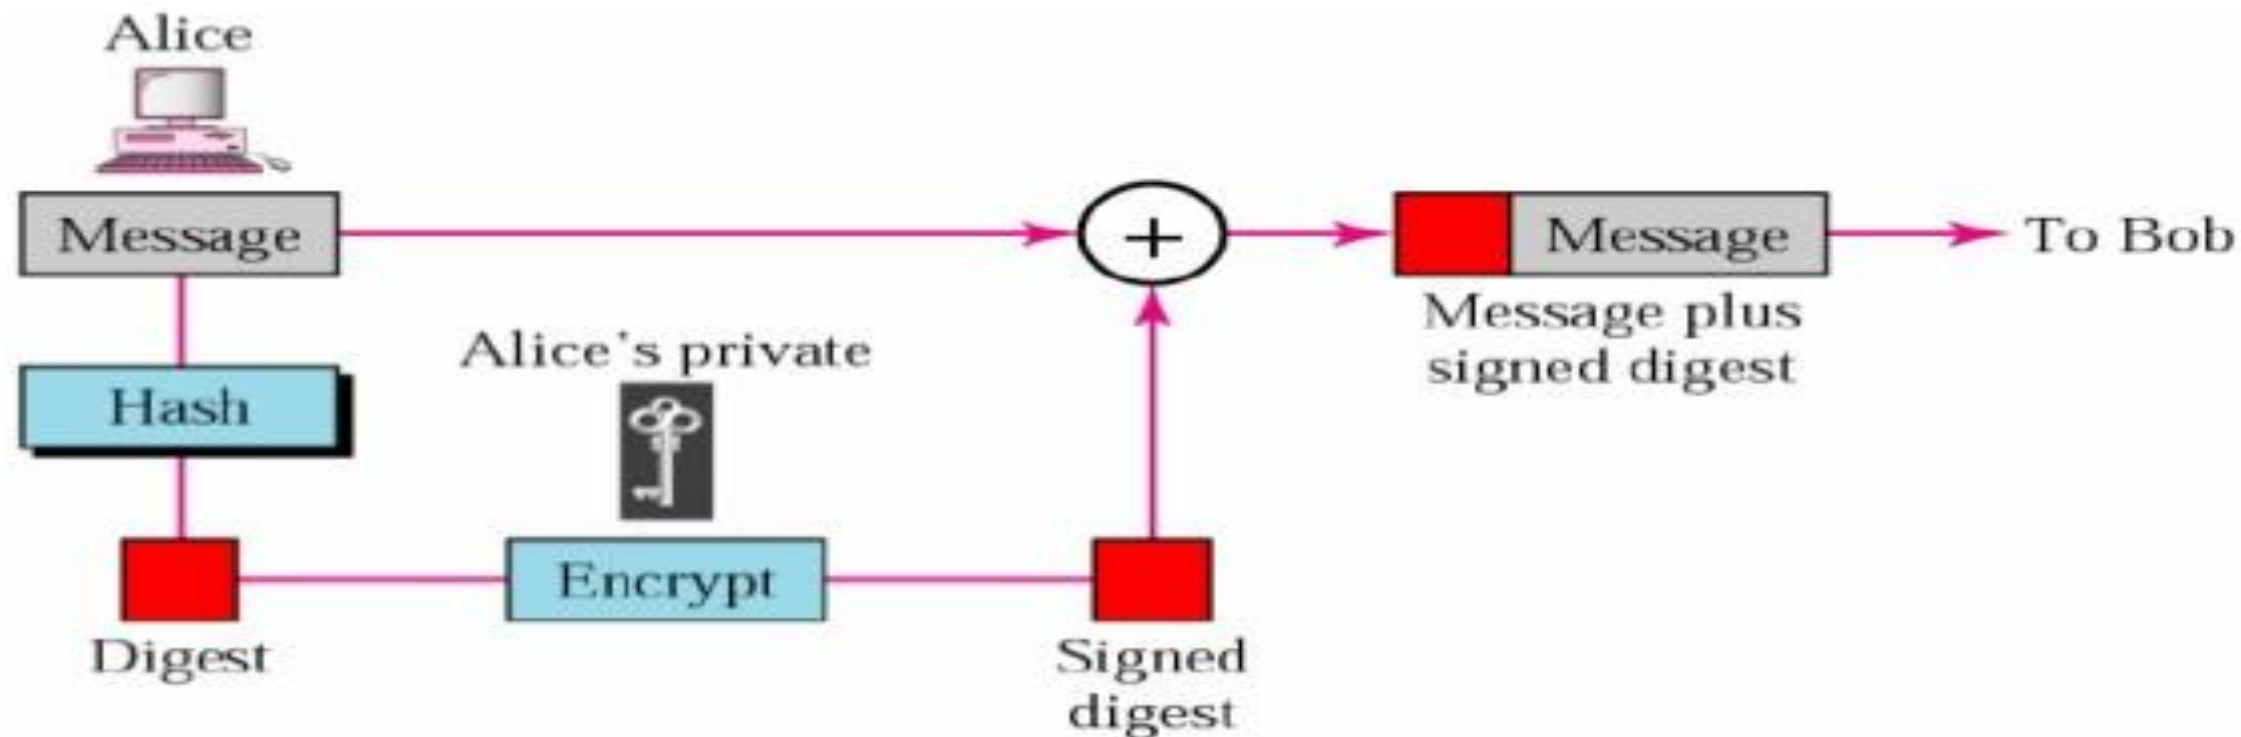 Alice
Message
+
Message
To Bob
Message plus
signed digest
Alice's private
Hash
Encrypt
Digest
Signed
digest